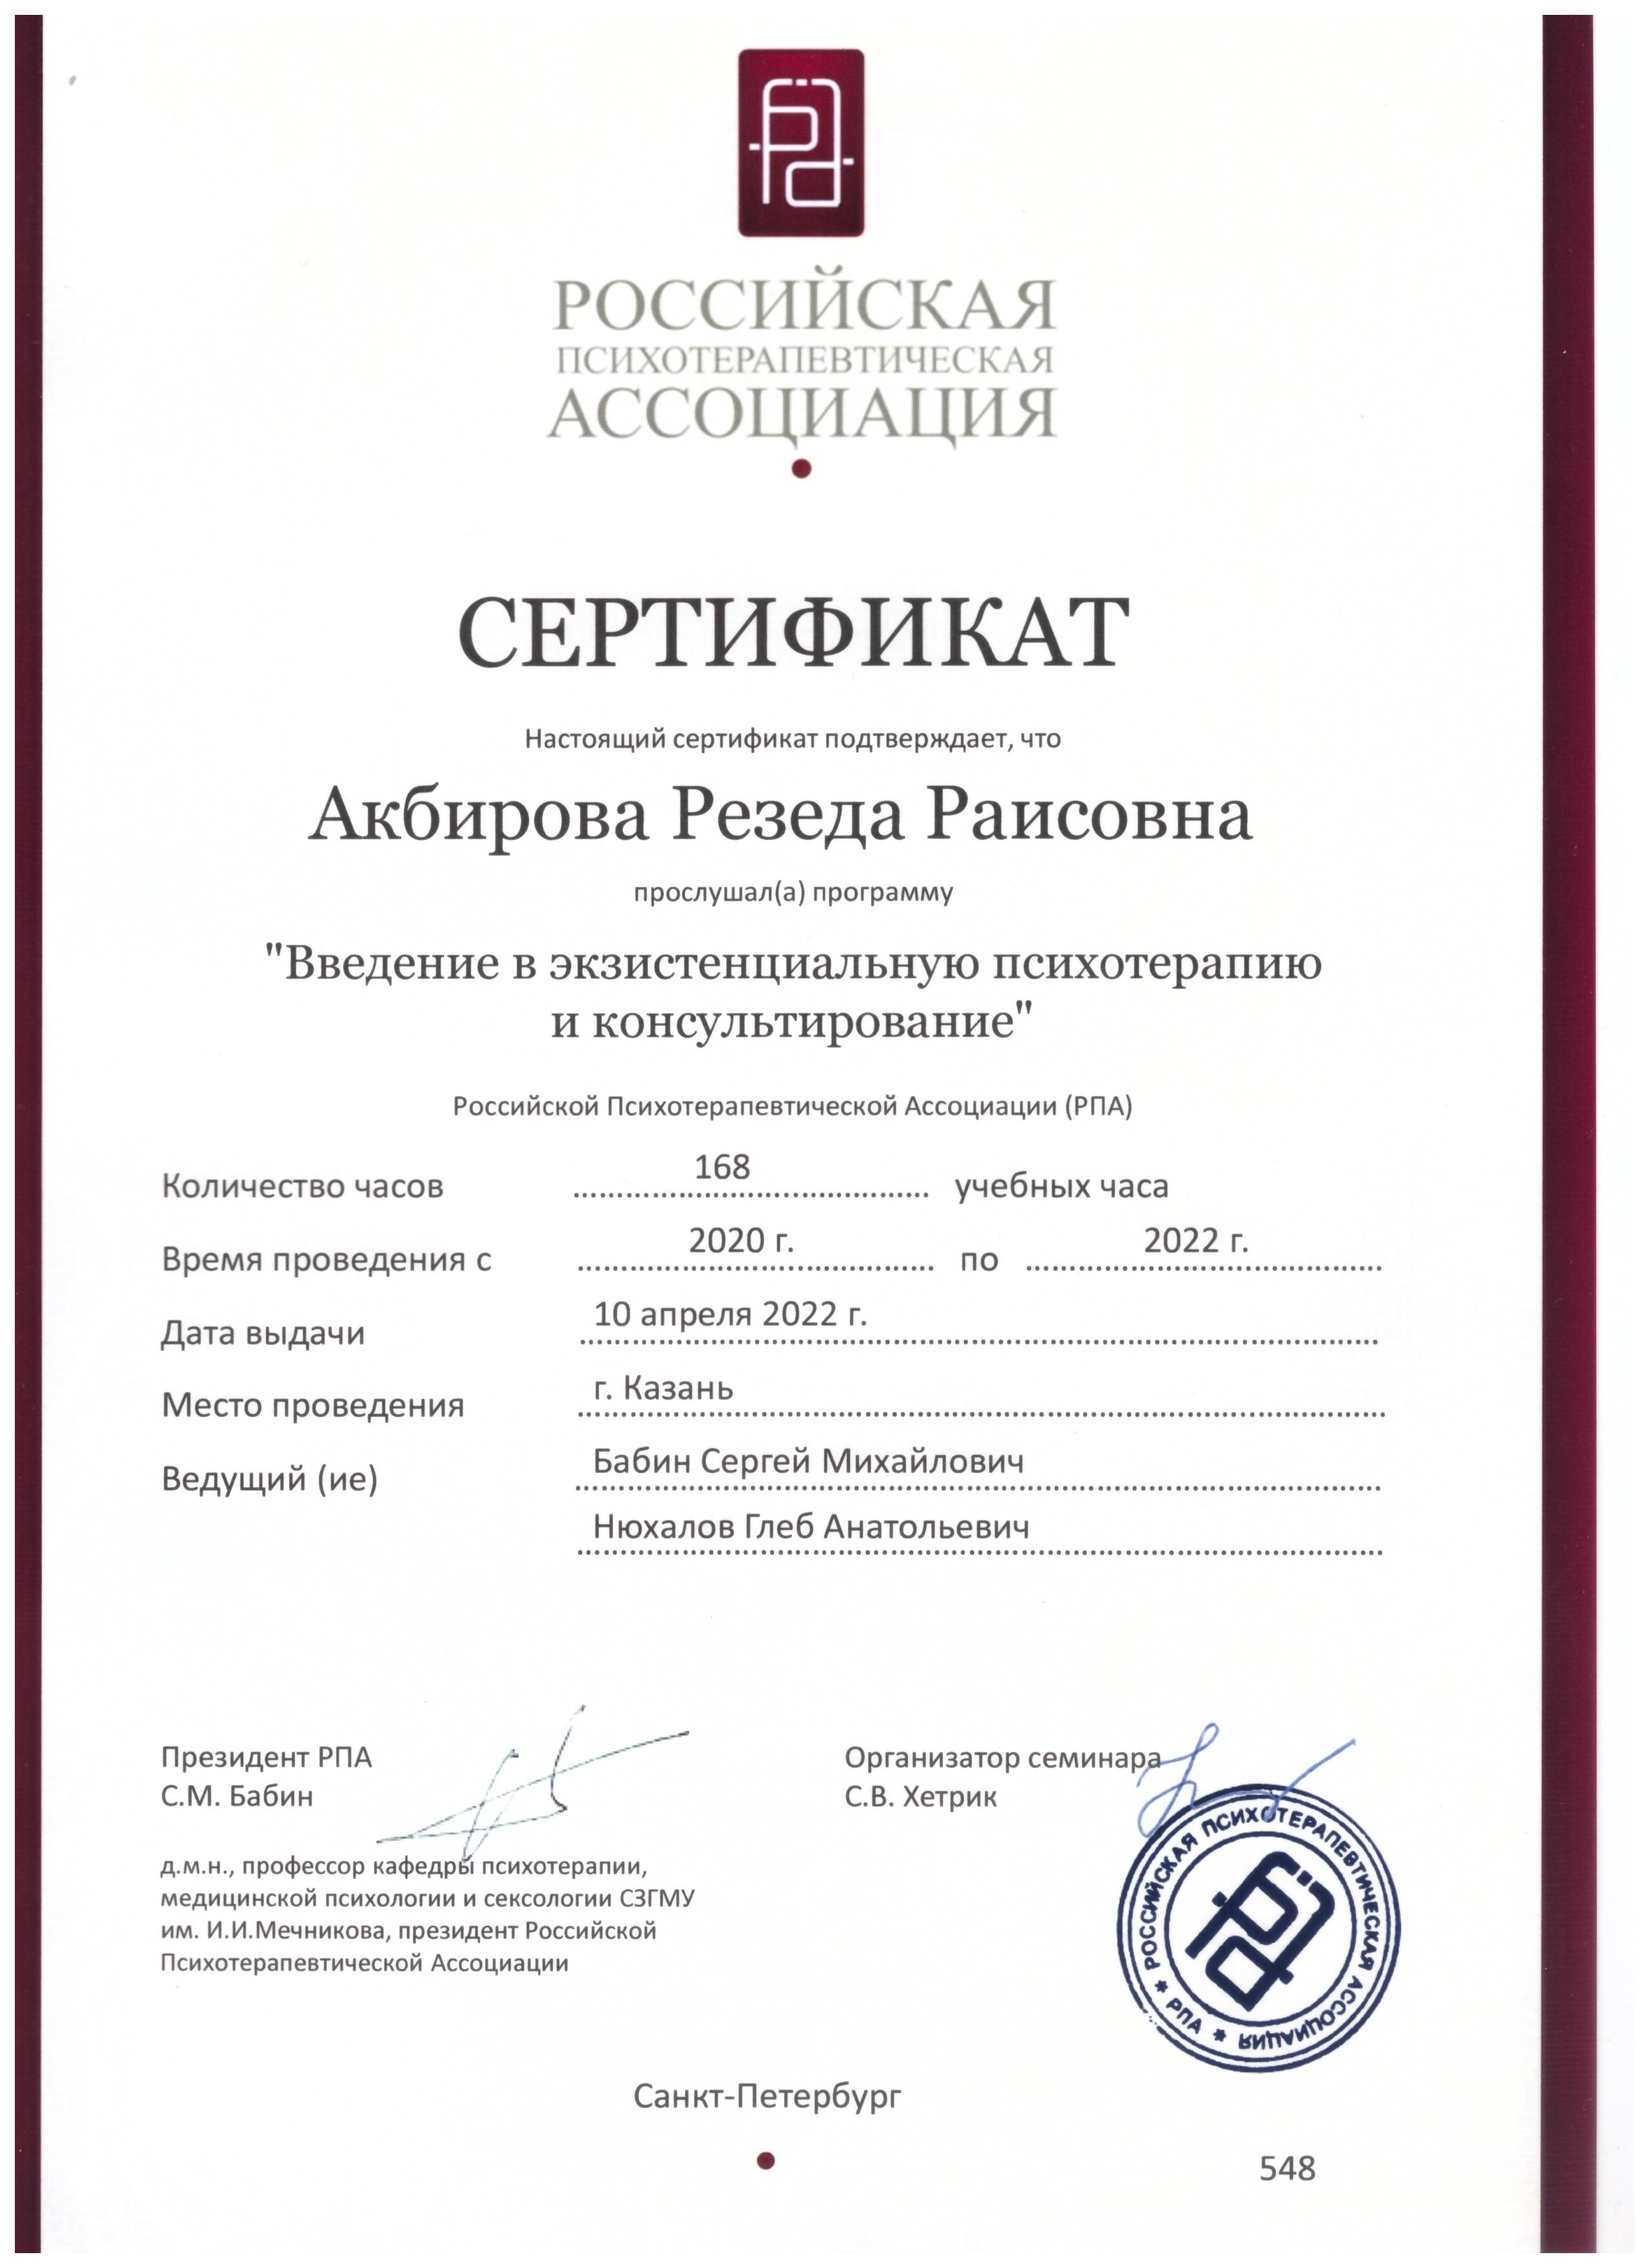 РОССИЙСКАЯ
ПСИХОТЕРАПЕВТИЧЕСКАЯ
АССОЦИАЦИЯ
СЕРТИФИКАТ
Настоящий сертификат подтверждает, что
Акбирова Резеда Раисовна
прослушал(а) программу
"Введение в экзистенциальную психотерапию
и консультирование"
Российской Психотерапевтической Ассоциации (РПА)
Количество часов 168 учебных часа
Время проведения с 2020 г. по 2022 г.
Дата выдачи 10 апреля 2022 г.
Место проведения г. Казань
Ведущий (ие) Бабин Сергей Михайлович
Нюхалов Глеб Анатольевич
Президент РПА
С.М. Бабин
д.м.н., профессор кафедры психотерапии,
медицинской психологии и сексологии СЗГМУ
им. И.И.Мечникова, президент Российской
Психотерапевтической Ассоциации
Организатор семинара
С.В. Хетрик
РОССИЙСКАЯ ПСИХОТЕРАПЕВТИЧЕСКАЯ АССОЦИАЦИЯ * РПА *
Санкт-Петербург
548